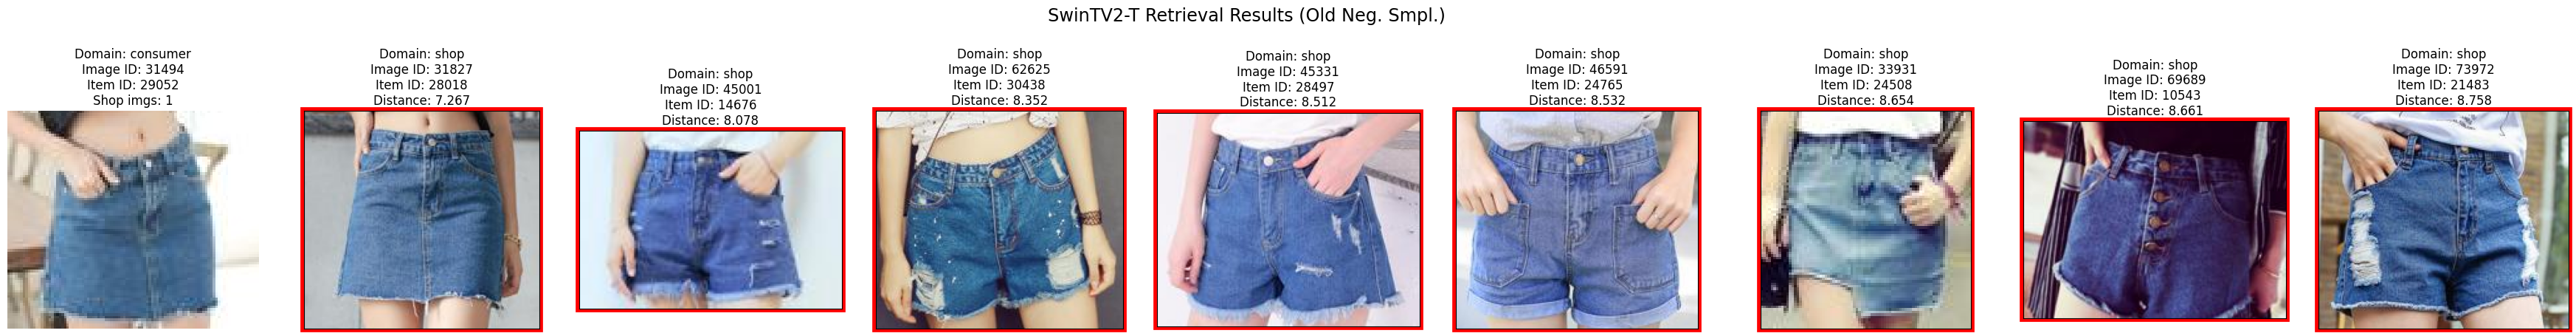 SwinTV2-T Retrieval Results (Old Neg. Smpl.)
Domain: consumer
Image ID: 31494
Item ID: 29052
Shop imgs: 1
Domain: shop
Image ID: 31827
Item ID: 28018
Distance: 7.267
Domain: shop
Image ID: 45001
Item ID: 14676
Distance: 8.078
Domain: shop
Image ID: 62625
Item ID: 30438
Distance: 8.352
Domain: shop
Image ID: 45331
Item ID: 28497
Distance: 8.512
Domain: shop
Image ID: 46591
Item ID: 24765
Distance: 8.532
Domain: shop
Image ID: 33931
Item ID: 24508
Distance: 8.654
Domain: shop
Image ID: 69689
Item ID: 10543
Distance: 8.661
Domain: shop
Image ID: 73972
Item ID: 21483
Distance: 8.758